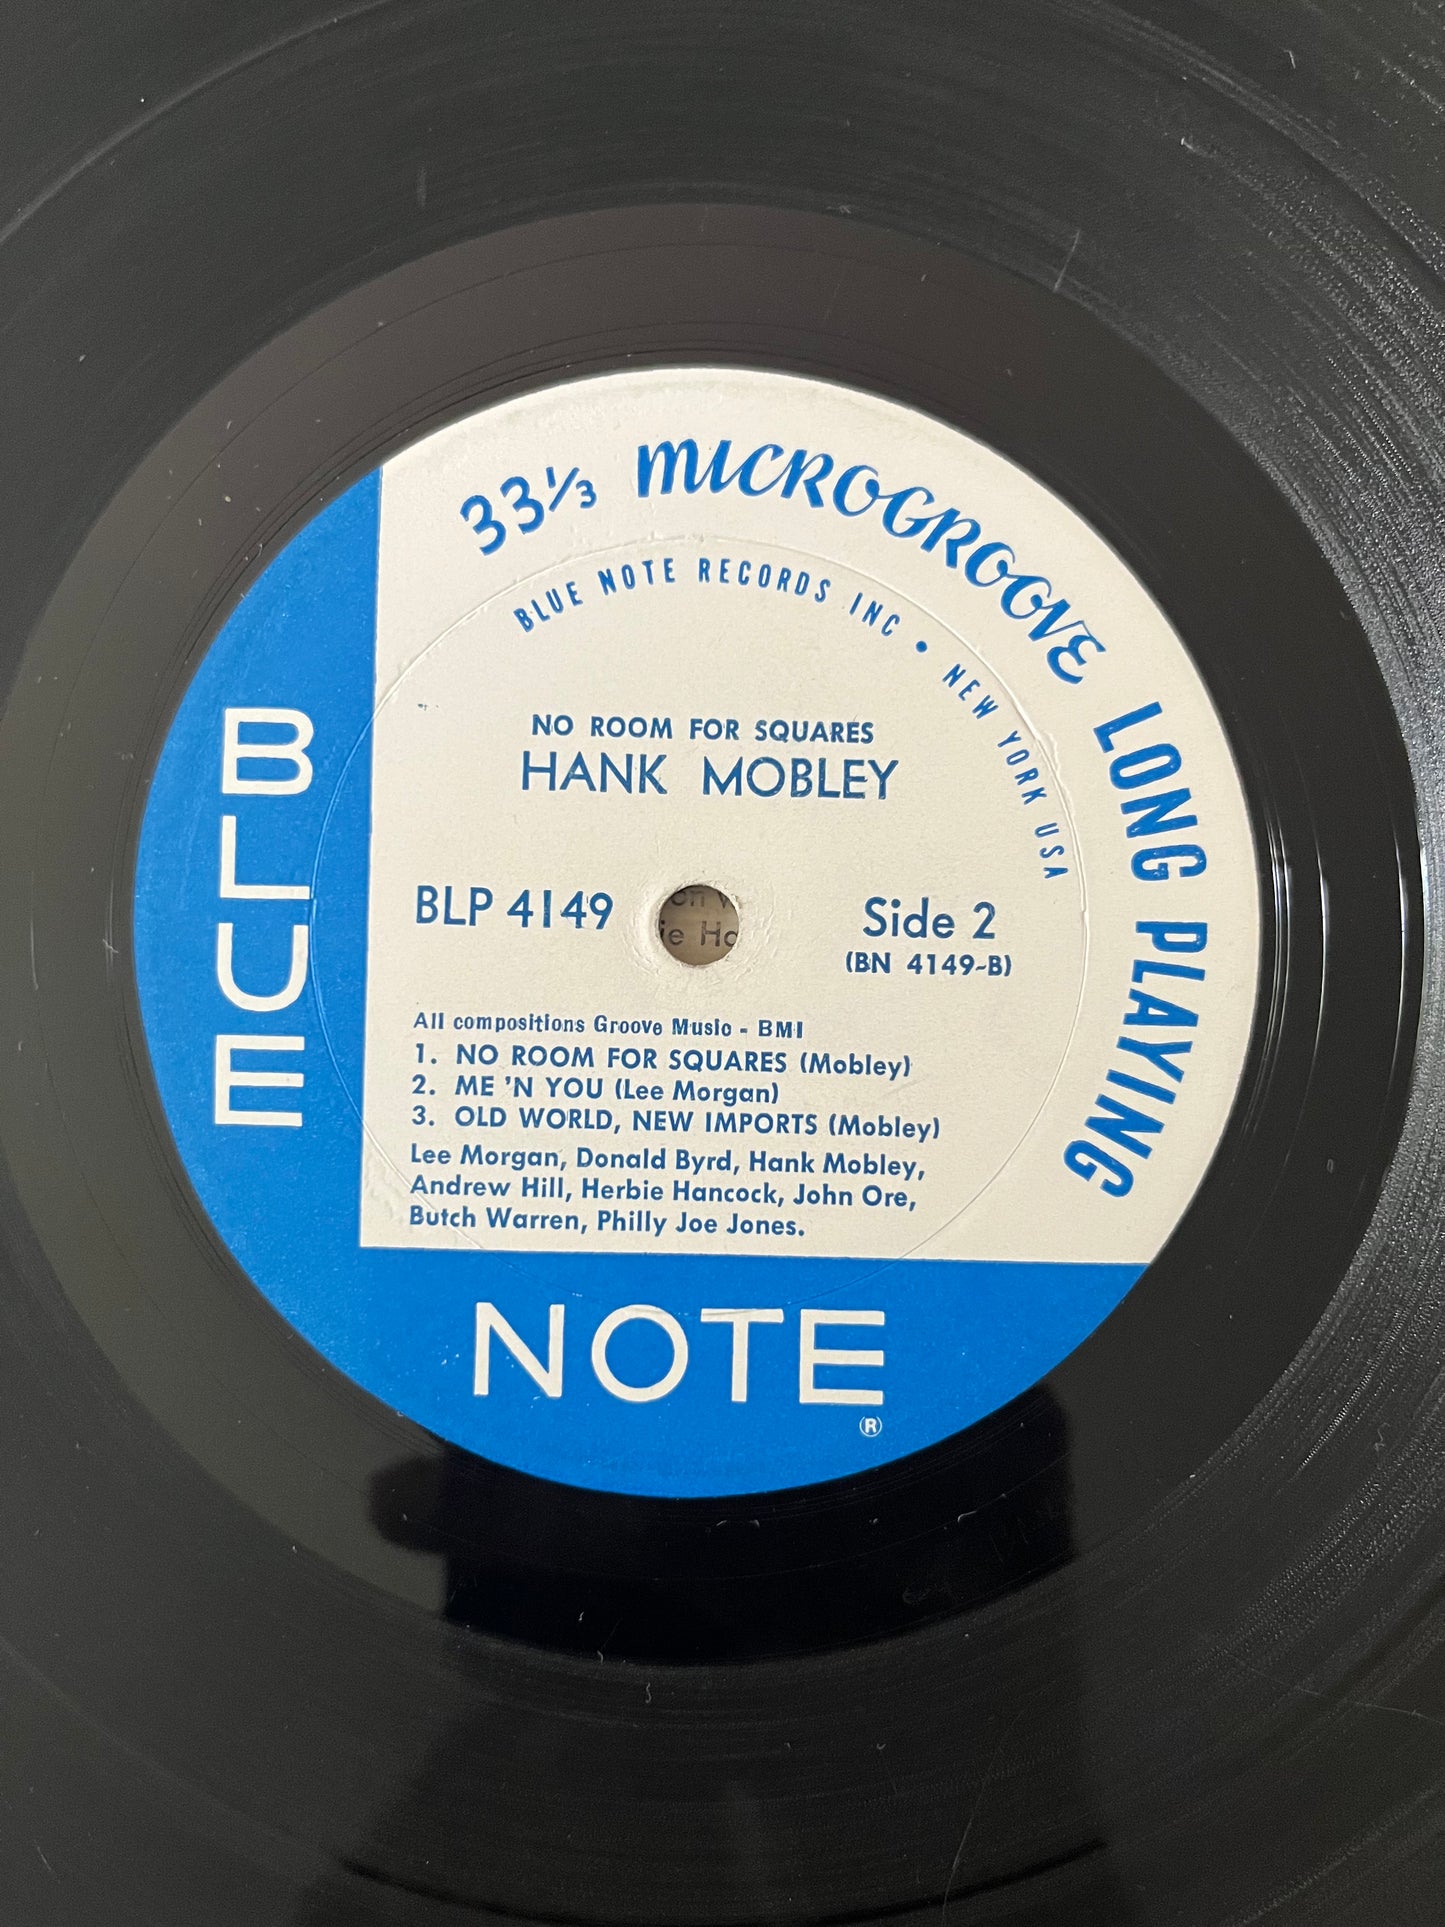 33⅓ MICROGROOVE LONG PLAYING
BLUE NOTE RECORDS INC • NEW YORK USA
NO ROOM FOR SQUARES
HANK MOBLEY
BLP 4149
Side 2
(BN 4149-B)
All compositions Groove Music - BMI
1. NO ROOM FOR SQUARES (Mobley)
2. ME 'N YOU (Lee Morgan)
3. OLD WORLD, NEW IMPORTS (Mobley)
Lee Morgan, Donald Byrd, Hank Mobley,
Andrew Hill, Herbie Hancock, John Ore,
Butch Warren, Philly Joe Jones.
BLUE
NOTE
®